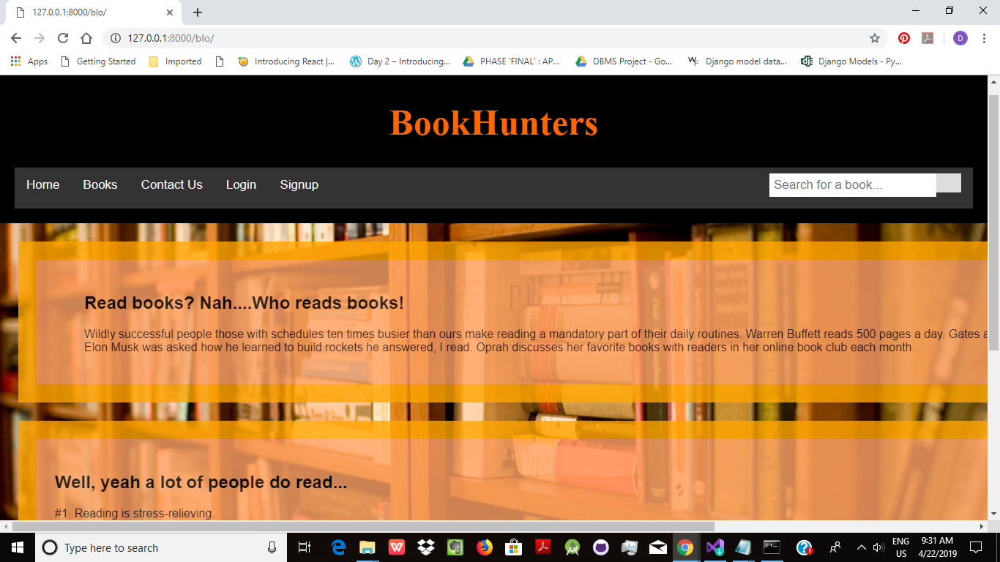 127.0.0.1:8000/blo/
127.0.0.1:8000/blo/
D
Apps Getting Started Imported Introducing React |... Day 2 – Introducing... PHASE 'FINAL' : AP... DBMS Project - Go... Django model data... Django Models - Py...
BookHunters
Home Books Contact Us Login Signup Search for a book...
Read books? Nah....Who reads books!
Wildly successful people those with schedules ten times busier than ours make reading a mandatory part of their daily routines. Warren Buffett reads 500 pages a day. Gates a
Elon Musk was asked how he learned to build rockets he answered, I read. Oprah discusses her favorite books with readers in her online book club each month.
Well, yeah a lot of people do read...
#1. Reading is stress-relieving.
Type here to search
ENG 9:31 AM
US 4/22/2019